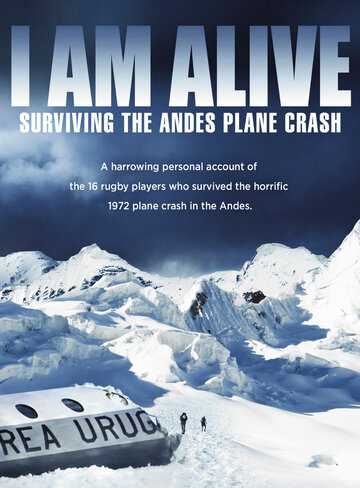 I AM ALIVE
SURVIVING THE ANDES PLANE CRASH
A harrowing personal account of
the 16 rugby players who survived the horrific
1972 plane crash in the Andes.
REA URUG